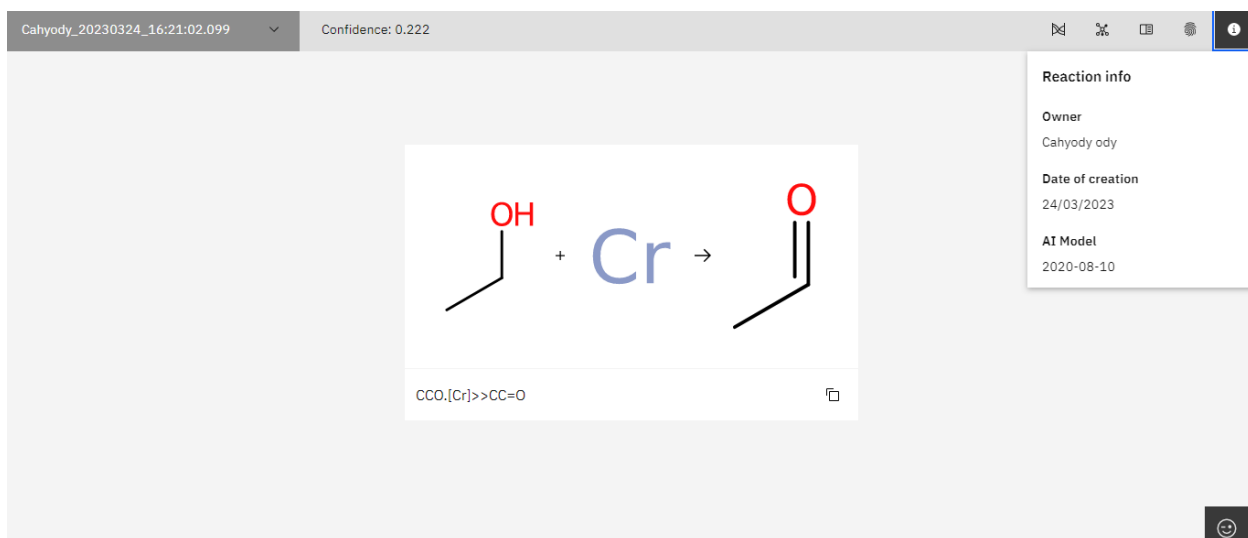 Cahyody_20230324_16:21:02.099
Confidence: 0.222
Reaction info
Owner
Cahyody ody
Date of creation
24/03/2023
AI Model
2020-08-10
OH
+
Cr
→
O
CCO.[Cr]>>CC=O